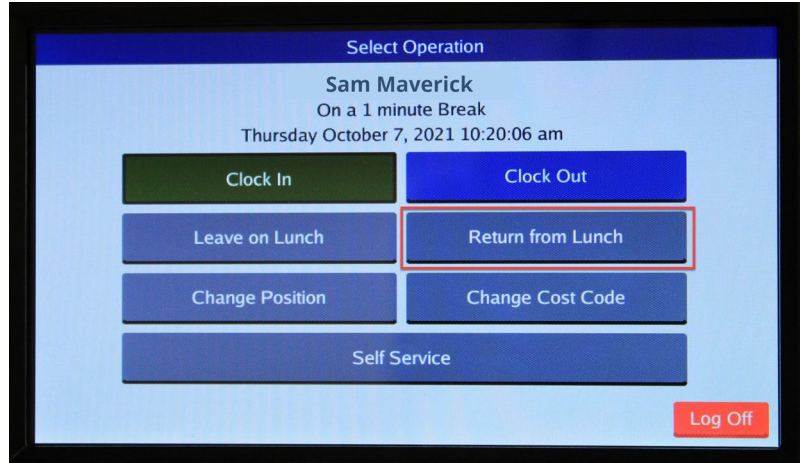 Select Operation
Sam Maverick
On a 1 minute Break
Thursday October 7, 2021 10:20:06 am
Clock In
Clock Out
Leave on Lunch
Return from Lunch
Change Position
Change Cost Code
Self Service
Log Off